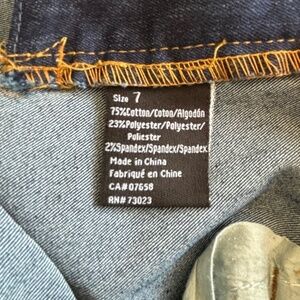 Size 7
75%Cotton/Coton/Algodón
23%Polyester/Polyester/
Poliester
2%Spandex/Spandex/Spandex
Made in China
Fabriqué en Chine
CA# 07658
RN# 73023